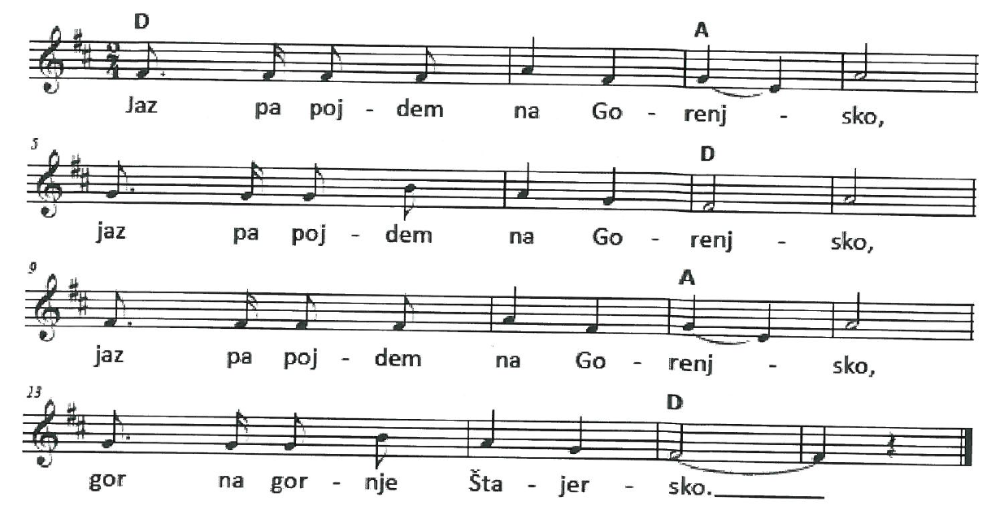 D A
Jaz pa poj - dem na Go - renj - sko,
5 D
jaz pa poj - dem na Go - renj - sko,
9 A
jaz pa poj - dem na Go - renj - sko,
13 D
gor na gor - nje Šta - jer - sko.